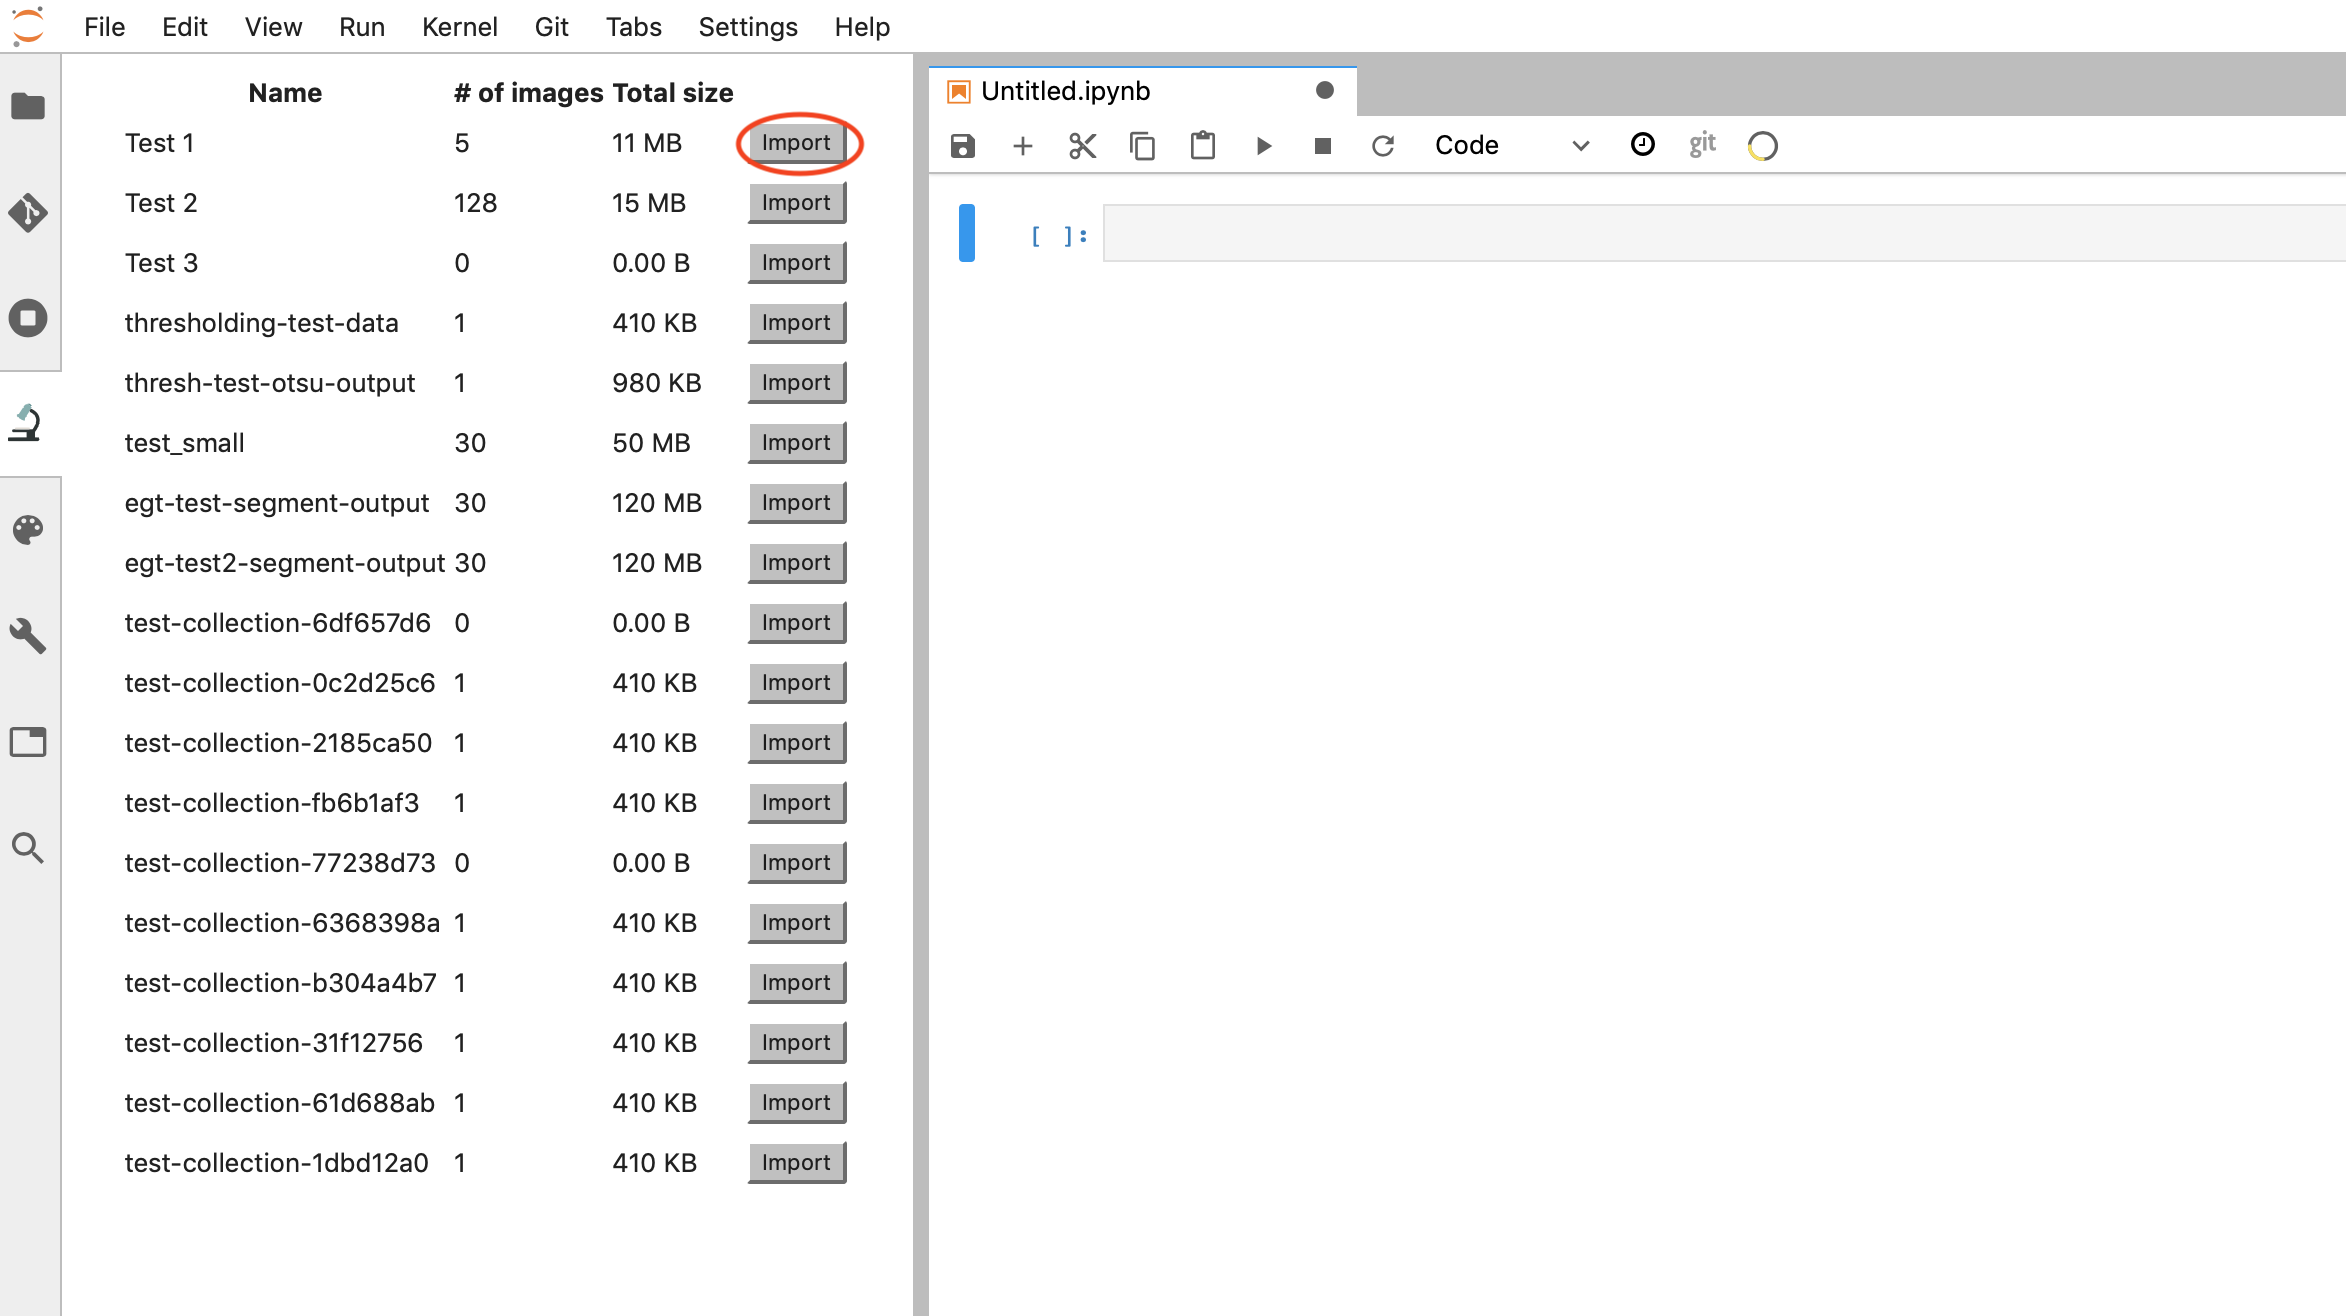 File Edit View Run Kernel Git Tabs Settings Help
Name # of images Total size
Test 1 5 11 MB Import
Test 2 128 15 MB Import
Test 3 0 0.00 B Import
thresholding-test-data 1 410 KB Import
thresh-test-otsu-output 1 980 KB Import
test_small 30 50 MB Import
egt-test-segment-output 30 120 MB Import
egt-test2-segment-output 30 120 MB Import
test-collection-6df657d6 0 0.00 B Import
test-collection-0c2d25c6 1 410 KB Import
test-collection-2185ca50 1 410 KB Import
test-collection-fb6b1af3 1 410 KB Import
test-collection-77238d73 0 0.00 B Import
test-collection-6368398a 1 410 KB Import
test-collection-b304a4b7 1 410 KB Import
test-collection-31f12756 1 410 KB Import
test-collection-61d688ab 1 410 KB Import
test-collection-1dbd12a0 1 410 KB Import
Untitled.ipynb
Code git
[ ]: